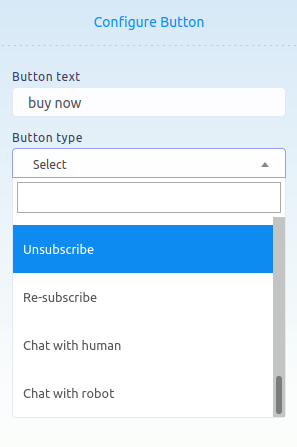 Configure Button
Button text
buy now
Button type
Select
Unsubscribe
Re-subscribe
Chat with human
Chat with robot